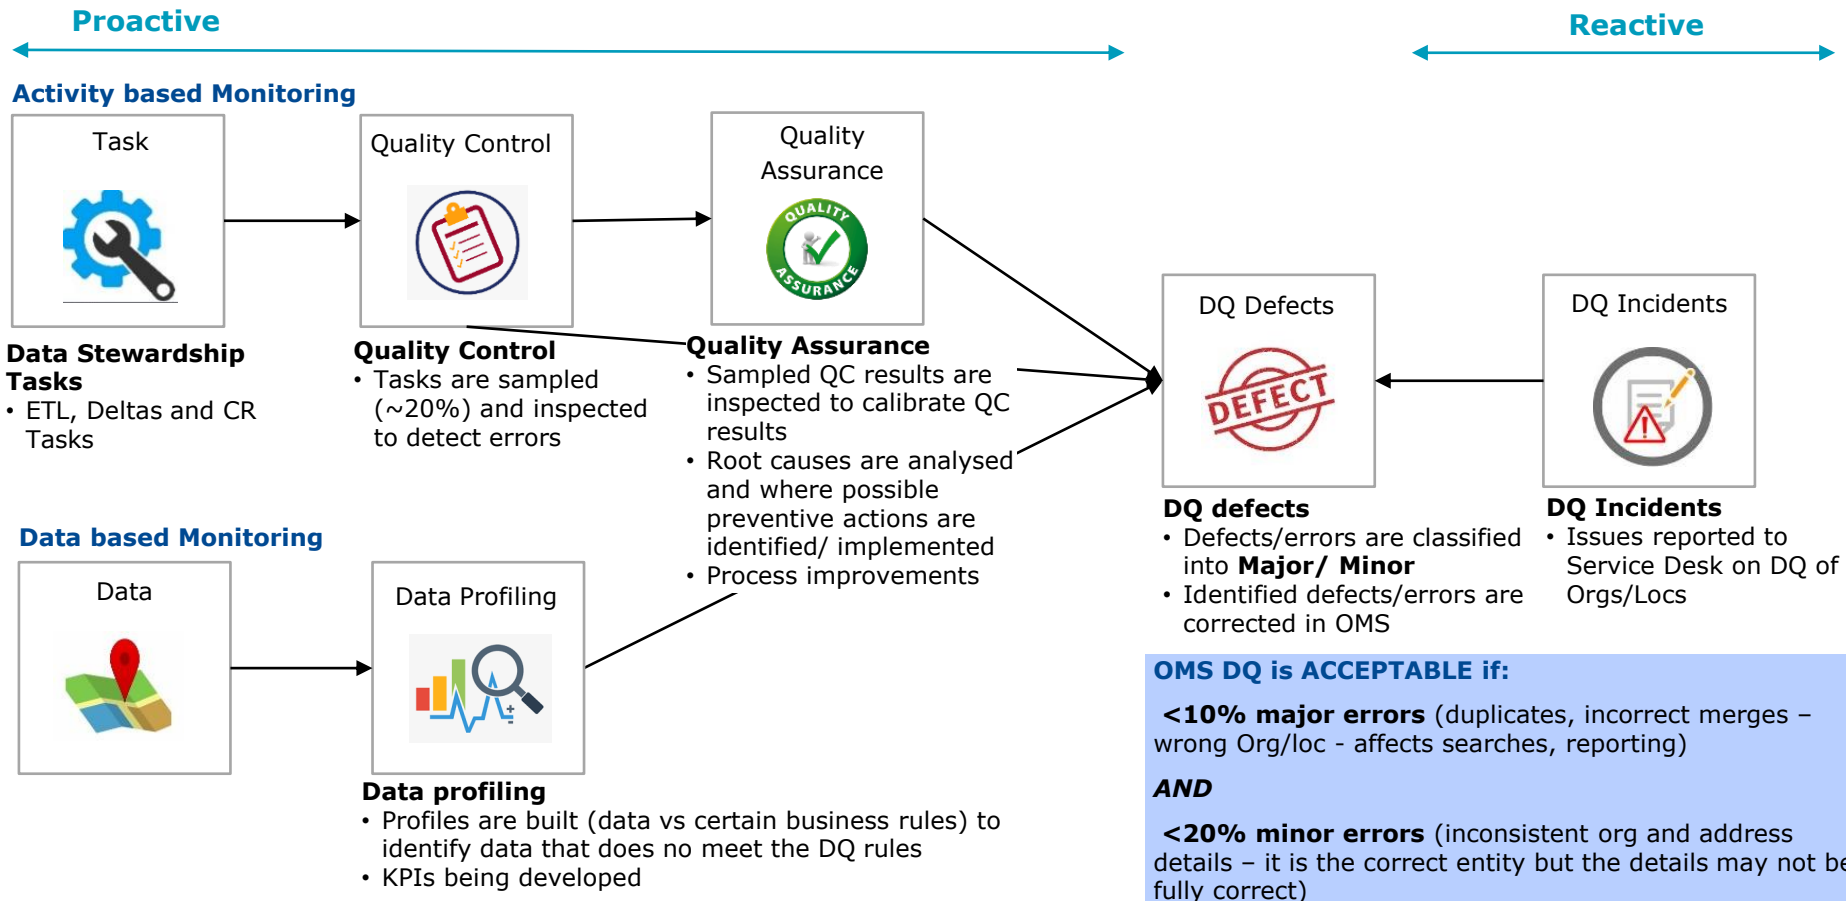 Proactive
Reactive
Activity based Monitoring
Task
Quality Control
Quality
Assurance
QUALITY
ASSURANCE
Data Stewardship
Tasks
• ETL, Deltas and CR
Tasks
Quality Control
• Tasks are sampled
(~20%) and inspected
to detect errors
Quality Assurance
• Sampled QC results are
inspected to calibrate QC
results
• Root causes are analysed
and where possible
preventive actions are
identified/ implemented
• Process improvements
DQ Defects
DEFECT
DQ defects
• Defects/errors are classified
into Major/ Minor
• Identified defects/errors are
corrected in OMS
DQ Incidents
DQ Incidents
• Issues reported to
Service Desk on DQ of
Orgs/Locs
Data based Monitoring
Data
Data Profiling
Data profiling
• Profiles are built (data vs certain business rules) to
identify data that does no meet the DQ rules
• KPIs being developed
OMS DQ is ACCEPTABLE if:
<10% major errors (duplicates, incorrect merges –
wrong Org/loc - affects searches, reporting)
AND
<20% minor errors (inconsistent org and address
details – it is the correct entity but the details may not be
fully correct)